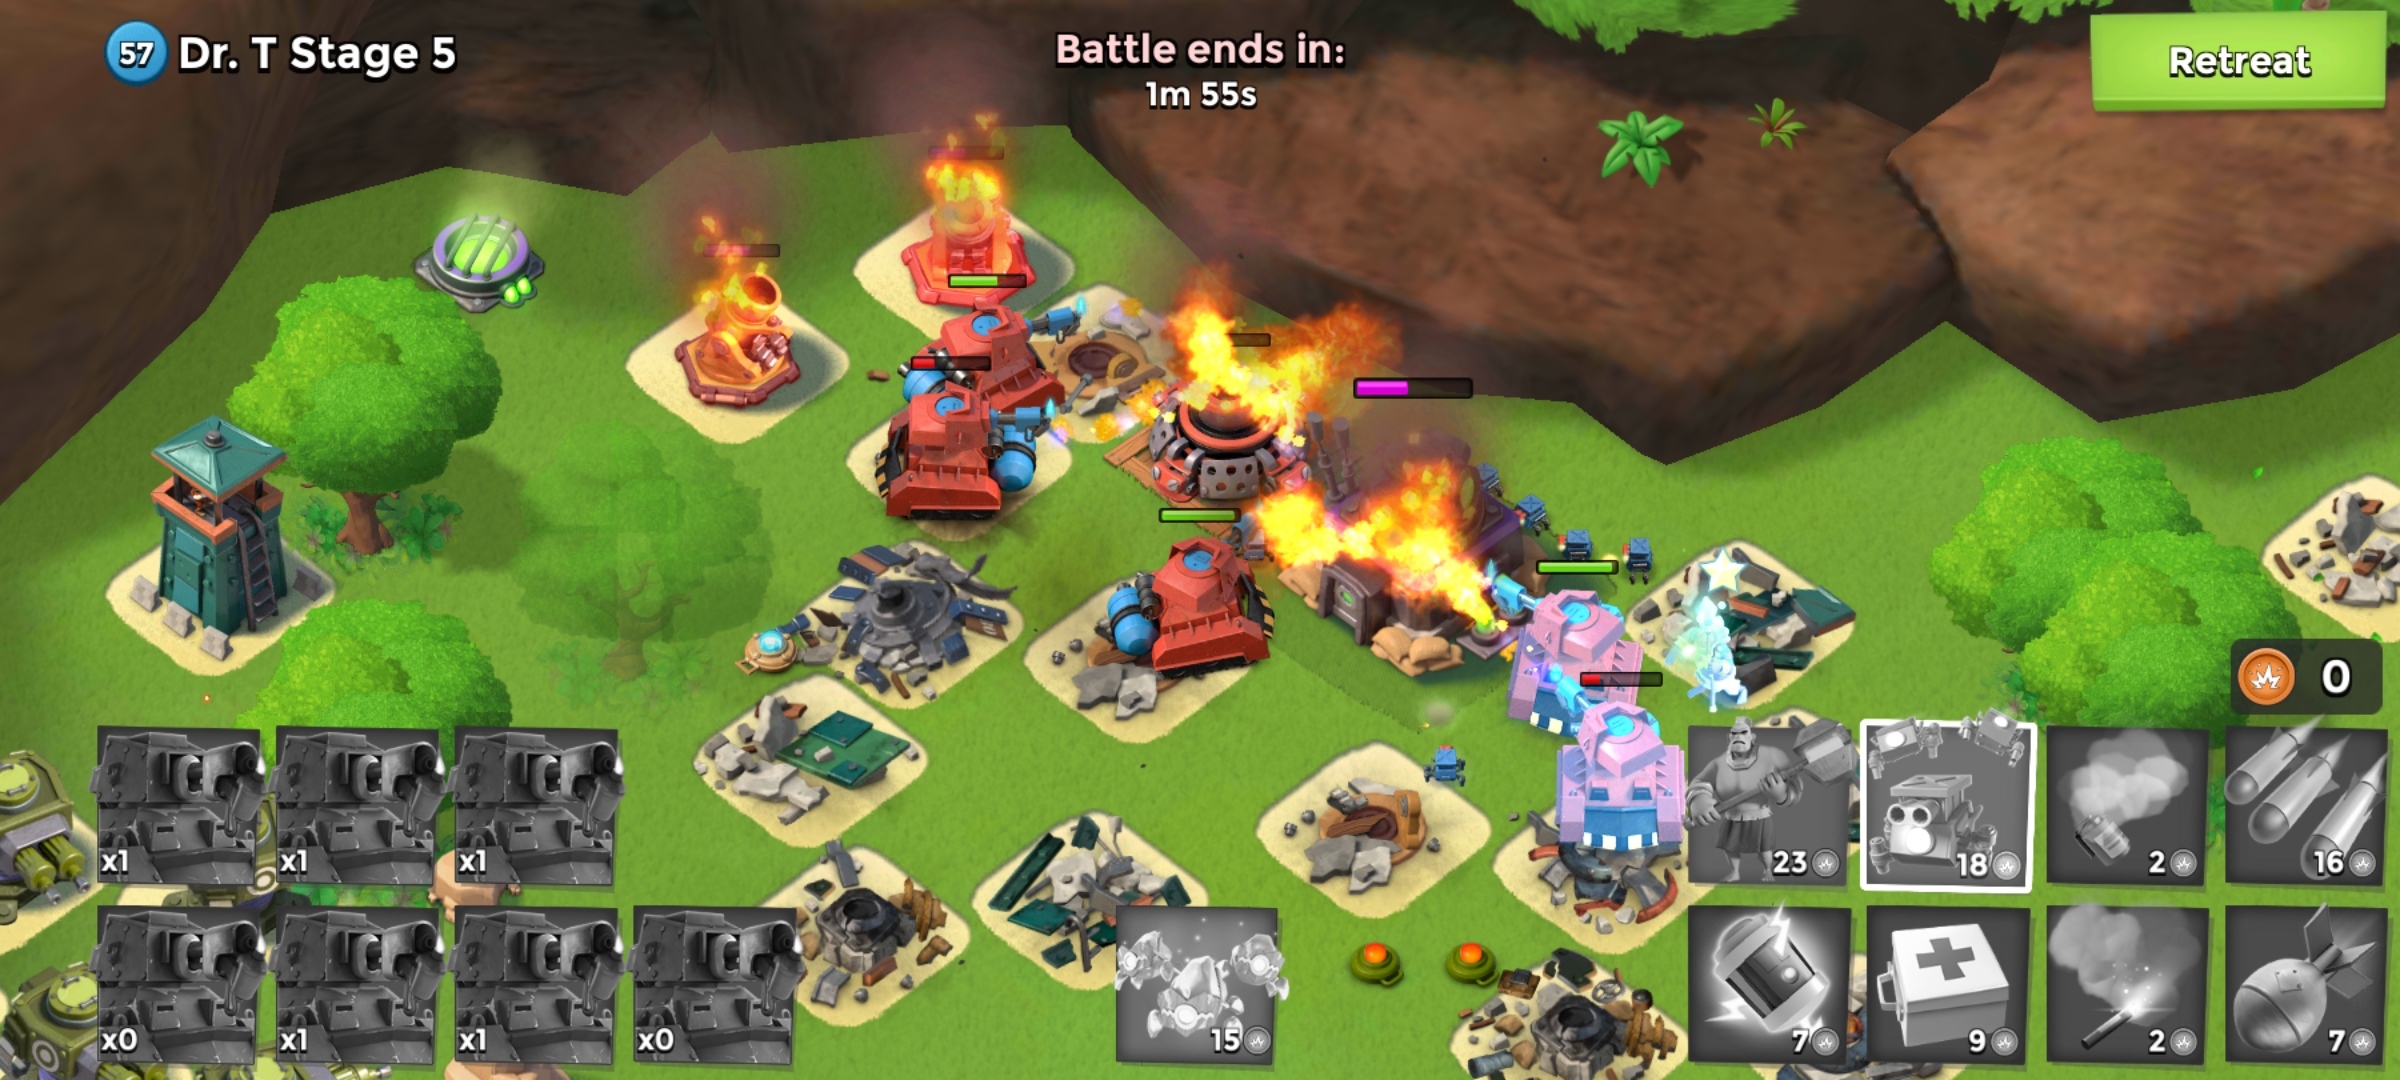 57 Dr. T Stage 5
Battle ends in:
1m 55s
Retreat
0
x1
x1
x1
23
18
2
16
x0
x1
x1
x0
15
7
9
2
7